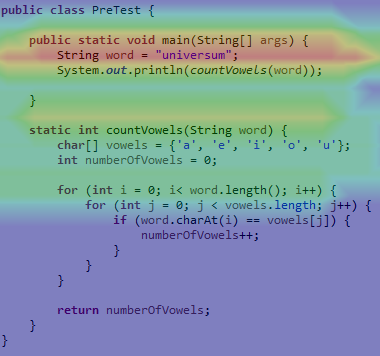 public class PreTest {
public static void main(String[] args) {
String word = "universum";
System.out.println(countVowels(word));
}
static int countVowels(String word) {
char[] vowels = {'a', 'e', 'i', 'o', 'u'};
int numberOfVowels = 0;
for (int i = 0; i< word.length(); i++) {
for (int j = 0; j < vowels.length; j++) {
if (word.charAt(i) == vowels[j]) {
numberOfVowels++;
}
}
}
return numberOfVowels;
}
}